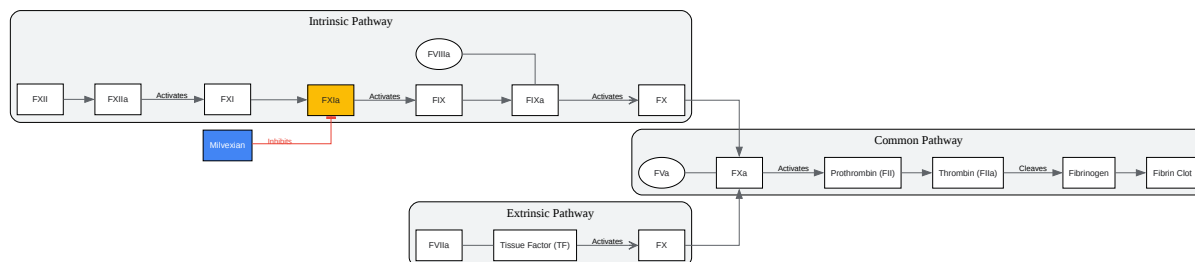 Intrinsic Pathway
FVIIIa
FXII
FXIIa
Activates
FXI
FXIa
Activates
FIX
FIXa
Activates
FX
Milvexian
Inhibits
Common Pathway
FVa
FXa
Activates
Prothrombin (FII)
Thrombin (FIIa)
Cleaves
Fibrinogen
Fibrin Clot
Extrinsic Pathway
FVIIa
Tissue Factor (TF)
Activates
FX